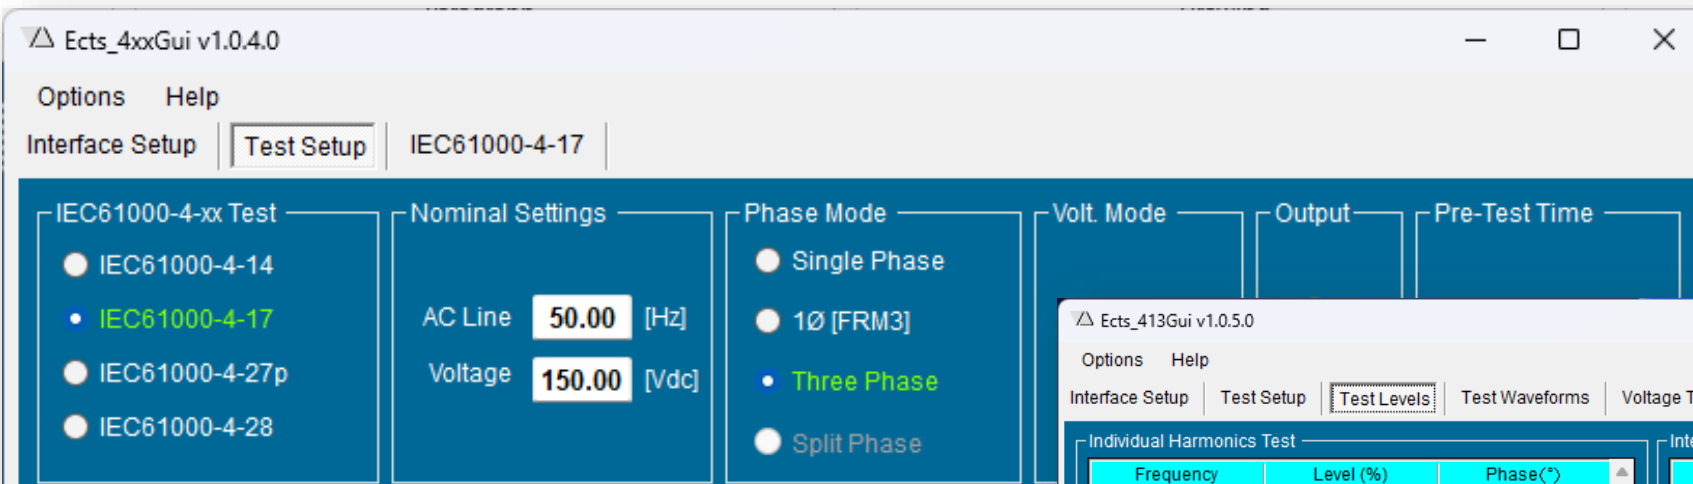 Ects_4xxGui v1.0.4.0
Options Help
Interface Setup Test Setup IEC61000-4-17
IEC61000-4-xx Test
IEC61000-4-14
IEC61000-4-17
IEC61000-4-27p
IEC61000-4-28
Nominal Settings
AC Line 50.00 [Hz]
Voltage 150.00 [Vdc]
Phase Mode
Single Phase
1Ø [FRM3]
Three Phase
Split Phase
Volt. Mode
Output
Pre-Test Time
Ects_413Gui v1.0.5.0
Options Help
Interface Setup Test Setup Test Levels Test Waveforms Voltage T
Individual Harmonics Test Inte
Frequency Level (%) Phase(°)